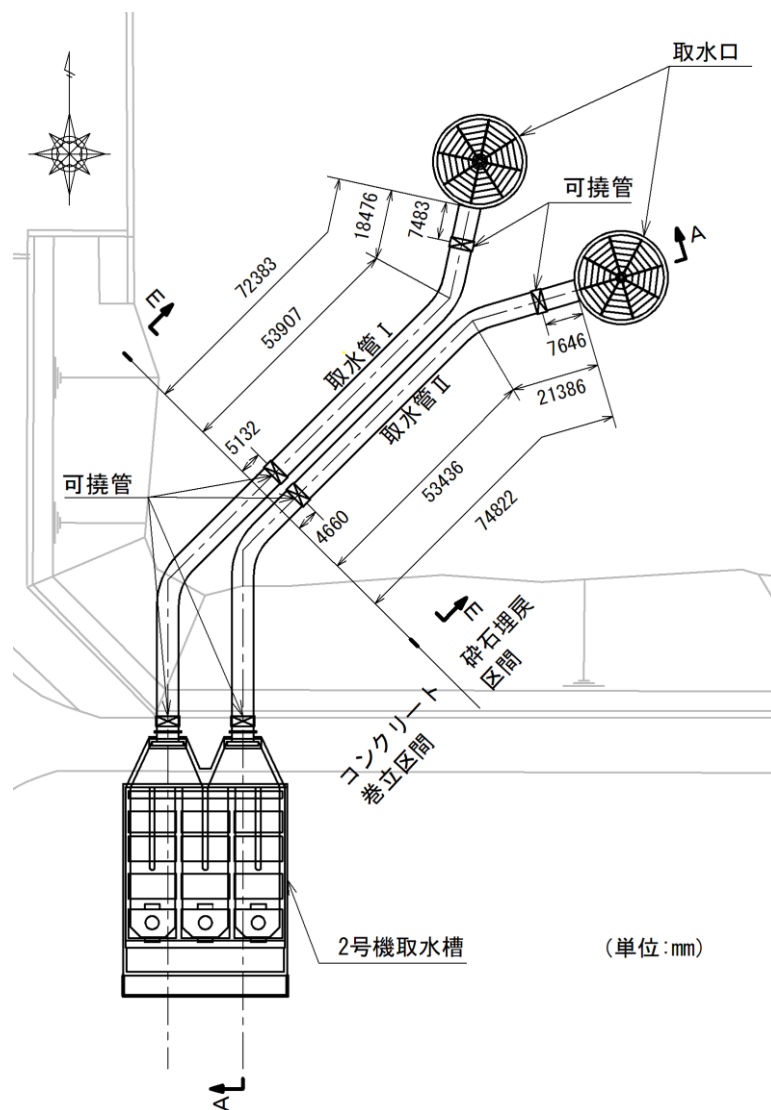 取水口
可撓管
A
18476
7483
72383
53907
E
取水管Ⅰ
取水管Ⅱ
7646
21386
5132
53436
74822
可撓管
4660
E
砕石埋戻
区間
コンクリート
巻立区間
2号機取水槽
(単位:mm)
A